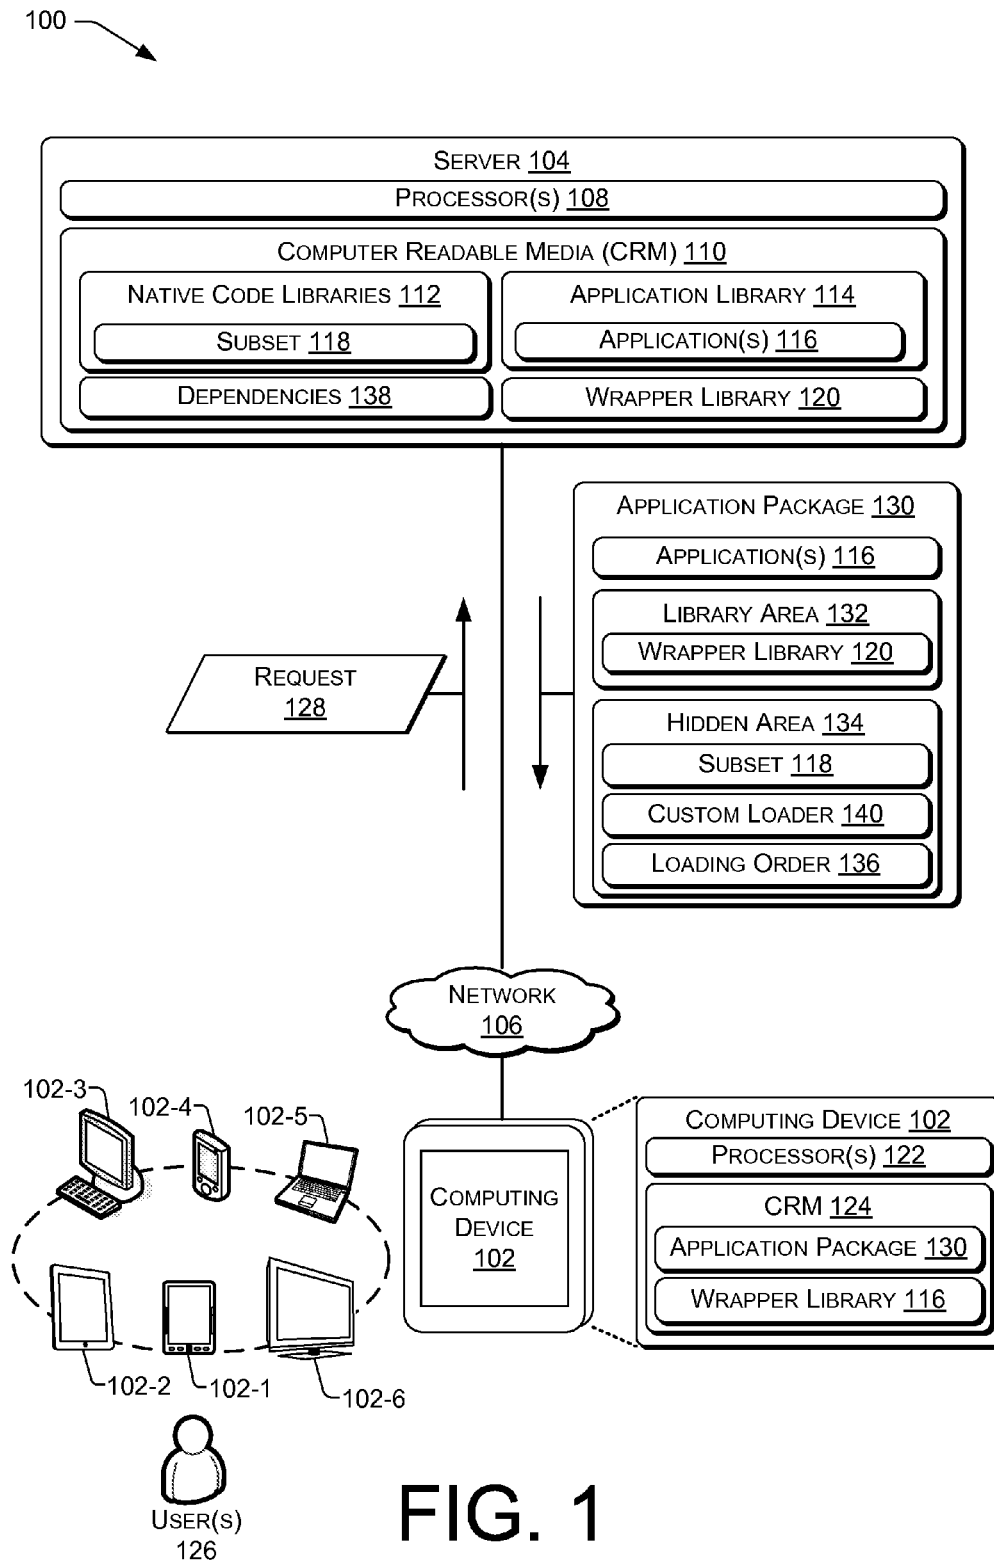 100
SERVER 104
PROCESSOR(S) 108
COMPUTER READABLE MEDIA (CRM) 110
NATIVE CODE LIBRARIES 112
SUBSET 118
APPLICATION LIBRARY 114
APPLICATION(S) 116
DEPENDENCIES 138
WRAPPER LIBRARY 120
APPLICATION PACKAGE 130
APPLICATION(S) 116
LIBRARY AREA 132
WRAPPER LIBRARY 120
HIDDEN AREA 134
SUBSET 118
CUSTOM LOADER 140
LOADING ORDER 136
REQUEST
128
NETWORK
106
102-3
102-4
102-5
102-2
102-1
102-6
COMPUTING
DEVICE
102
COMPUTING DEVICE 102
PROCESSOR(S) 122
CRM 124
APPLICATION PACKAGE 130
WRAPPER LIBRARY 116
USER(S)
126
FIG. 1